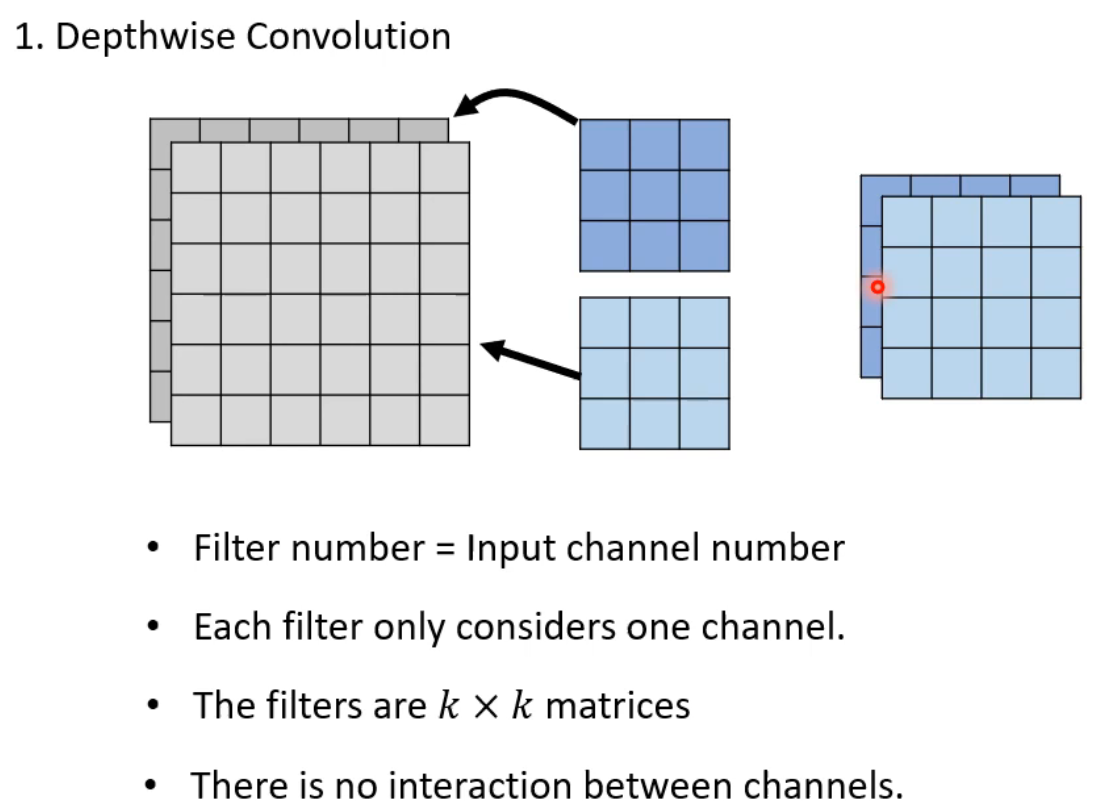 1. Depthwise Convolution
• Filter number = Input channel number
• Each filter only considers one channel.
• The filters are k × k matrices
• There is no interaction between channels.